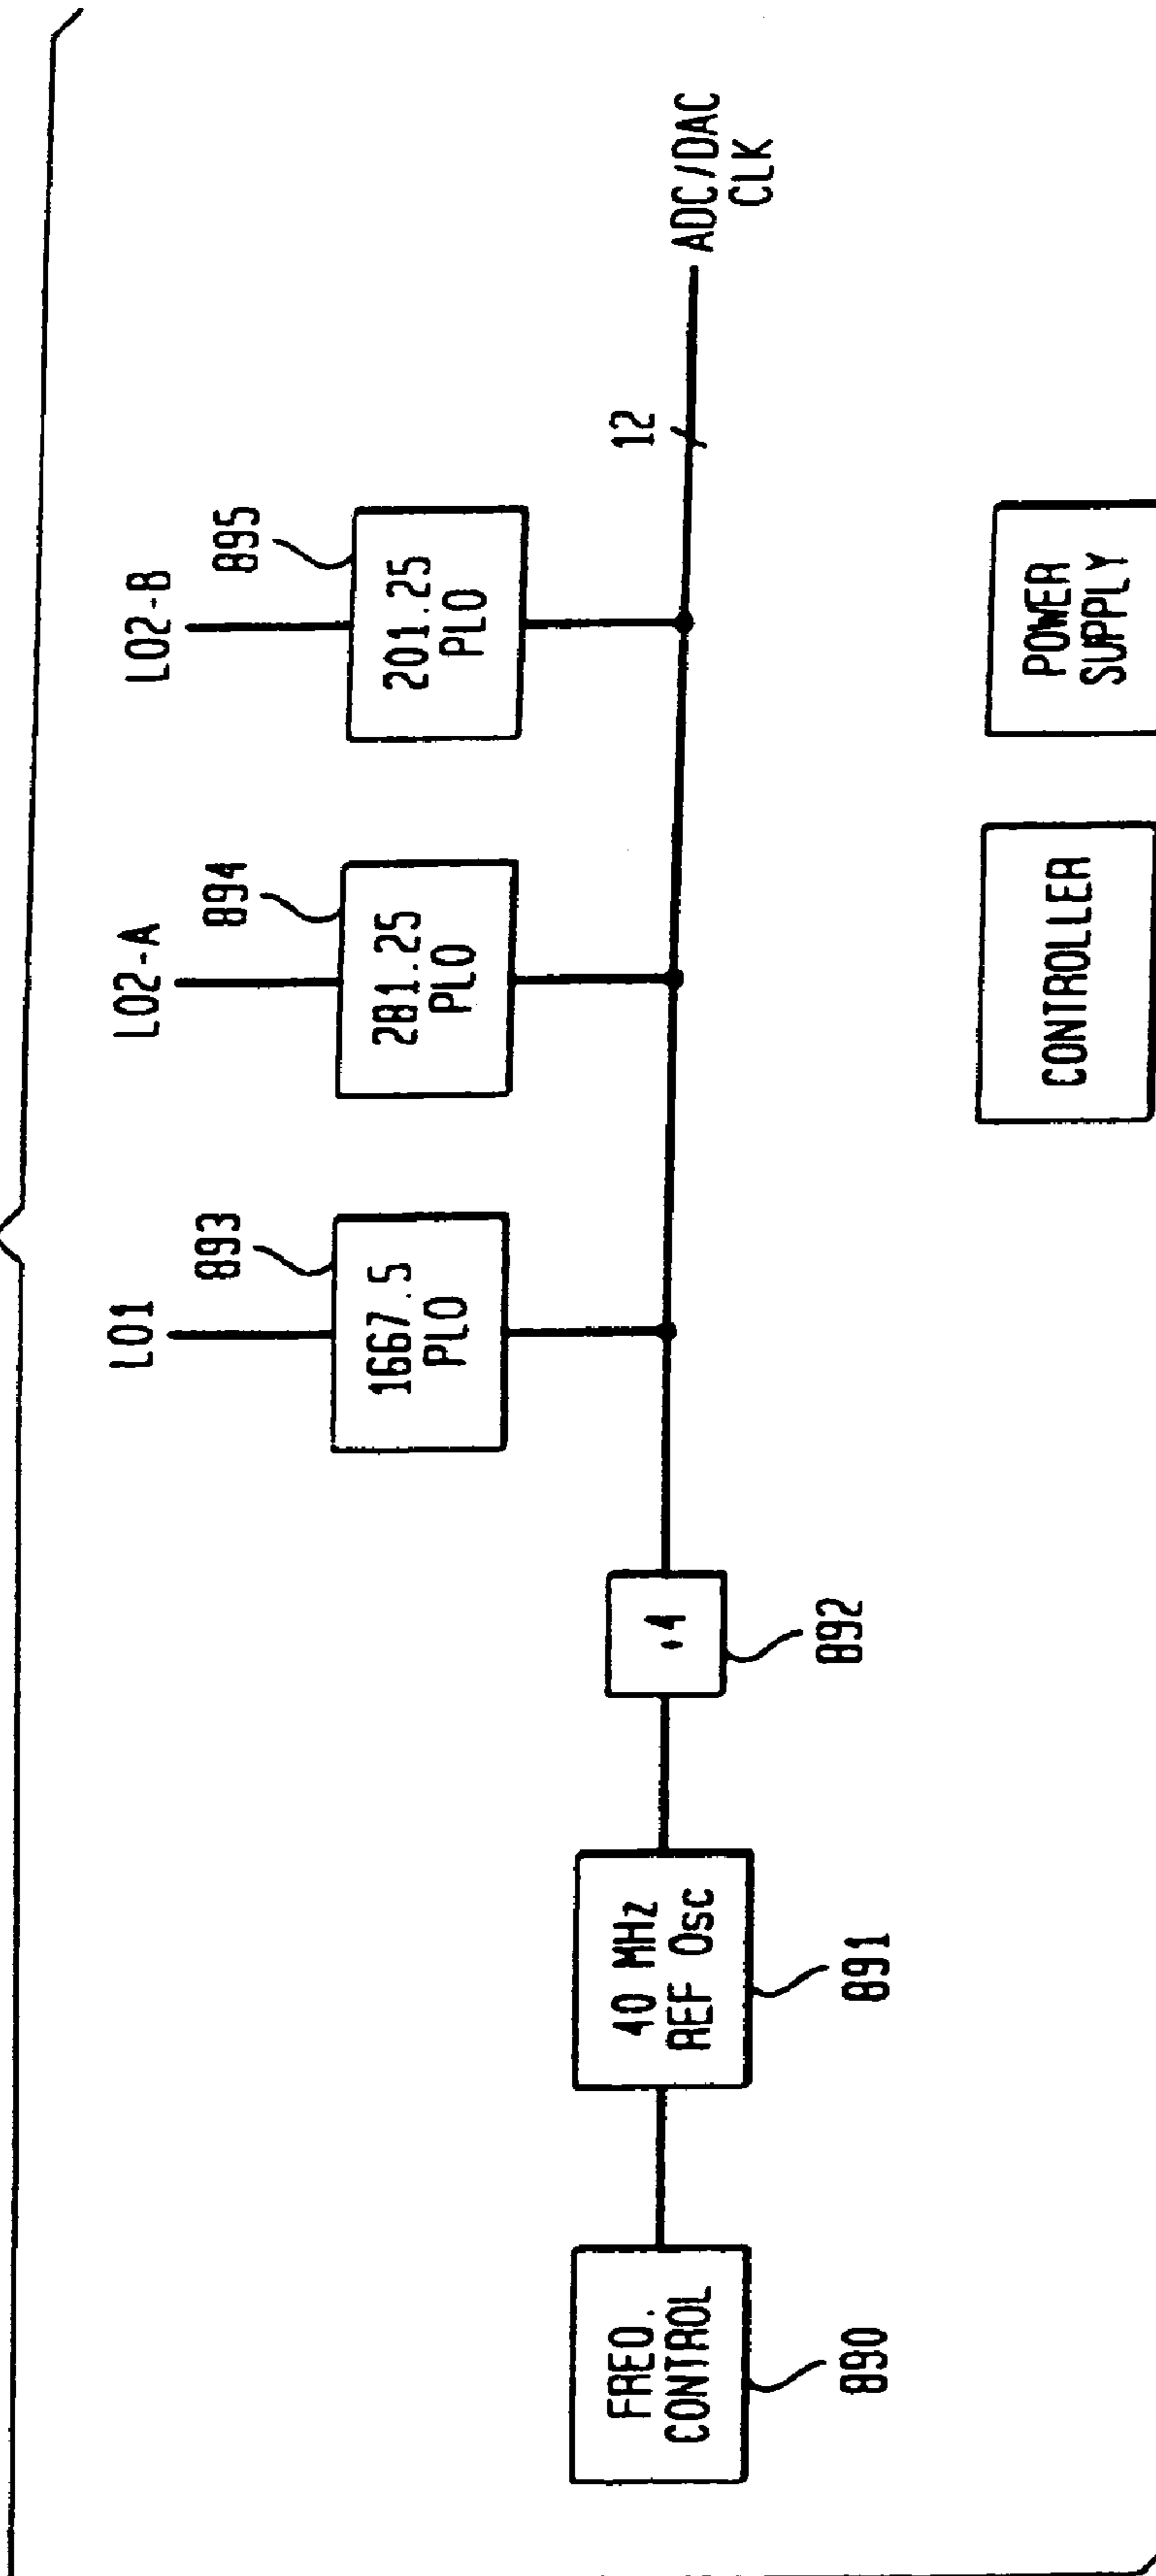 LO1
LO2-A
LO2-B
893
894
895
1667.5
PLO
281.25
PLO
201.25
PLO
12
ADC/DAC
CLK
FREQ.
CONTROL
40 MHz
REF Osc
÷4
890
891
892
CONTROLLER
POWER
SUPPLY